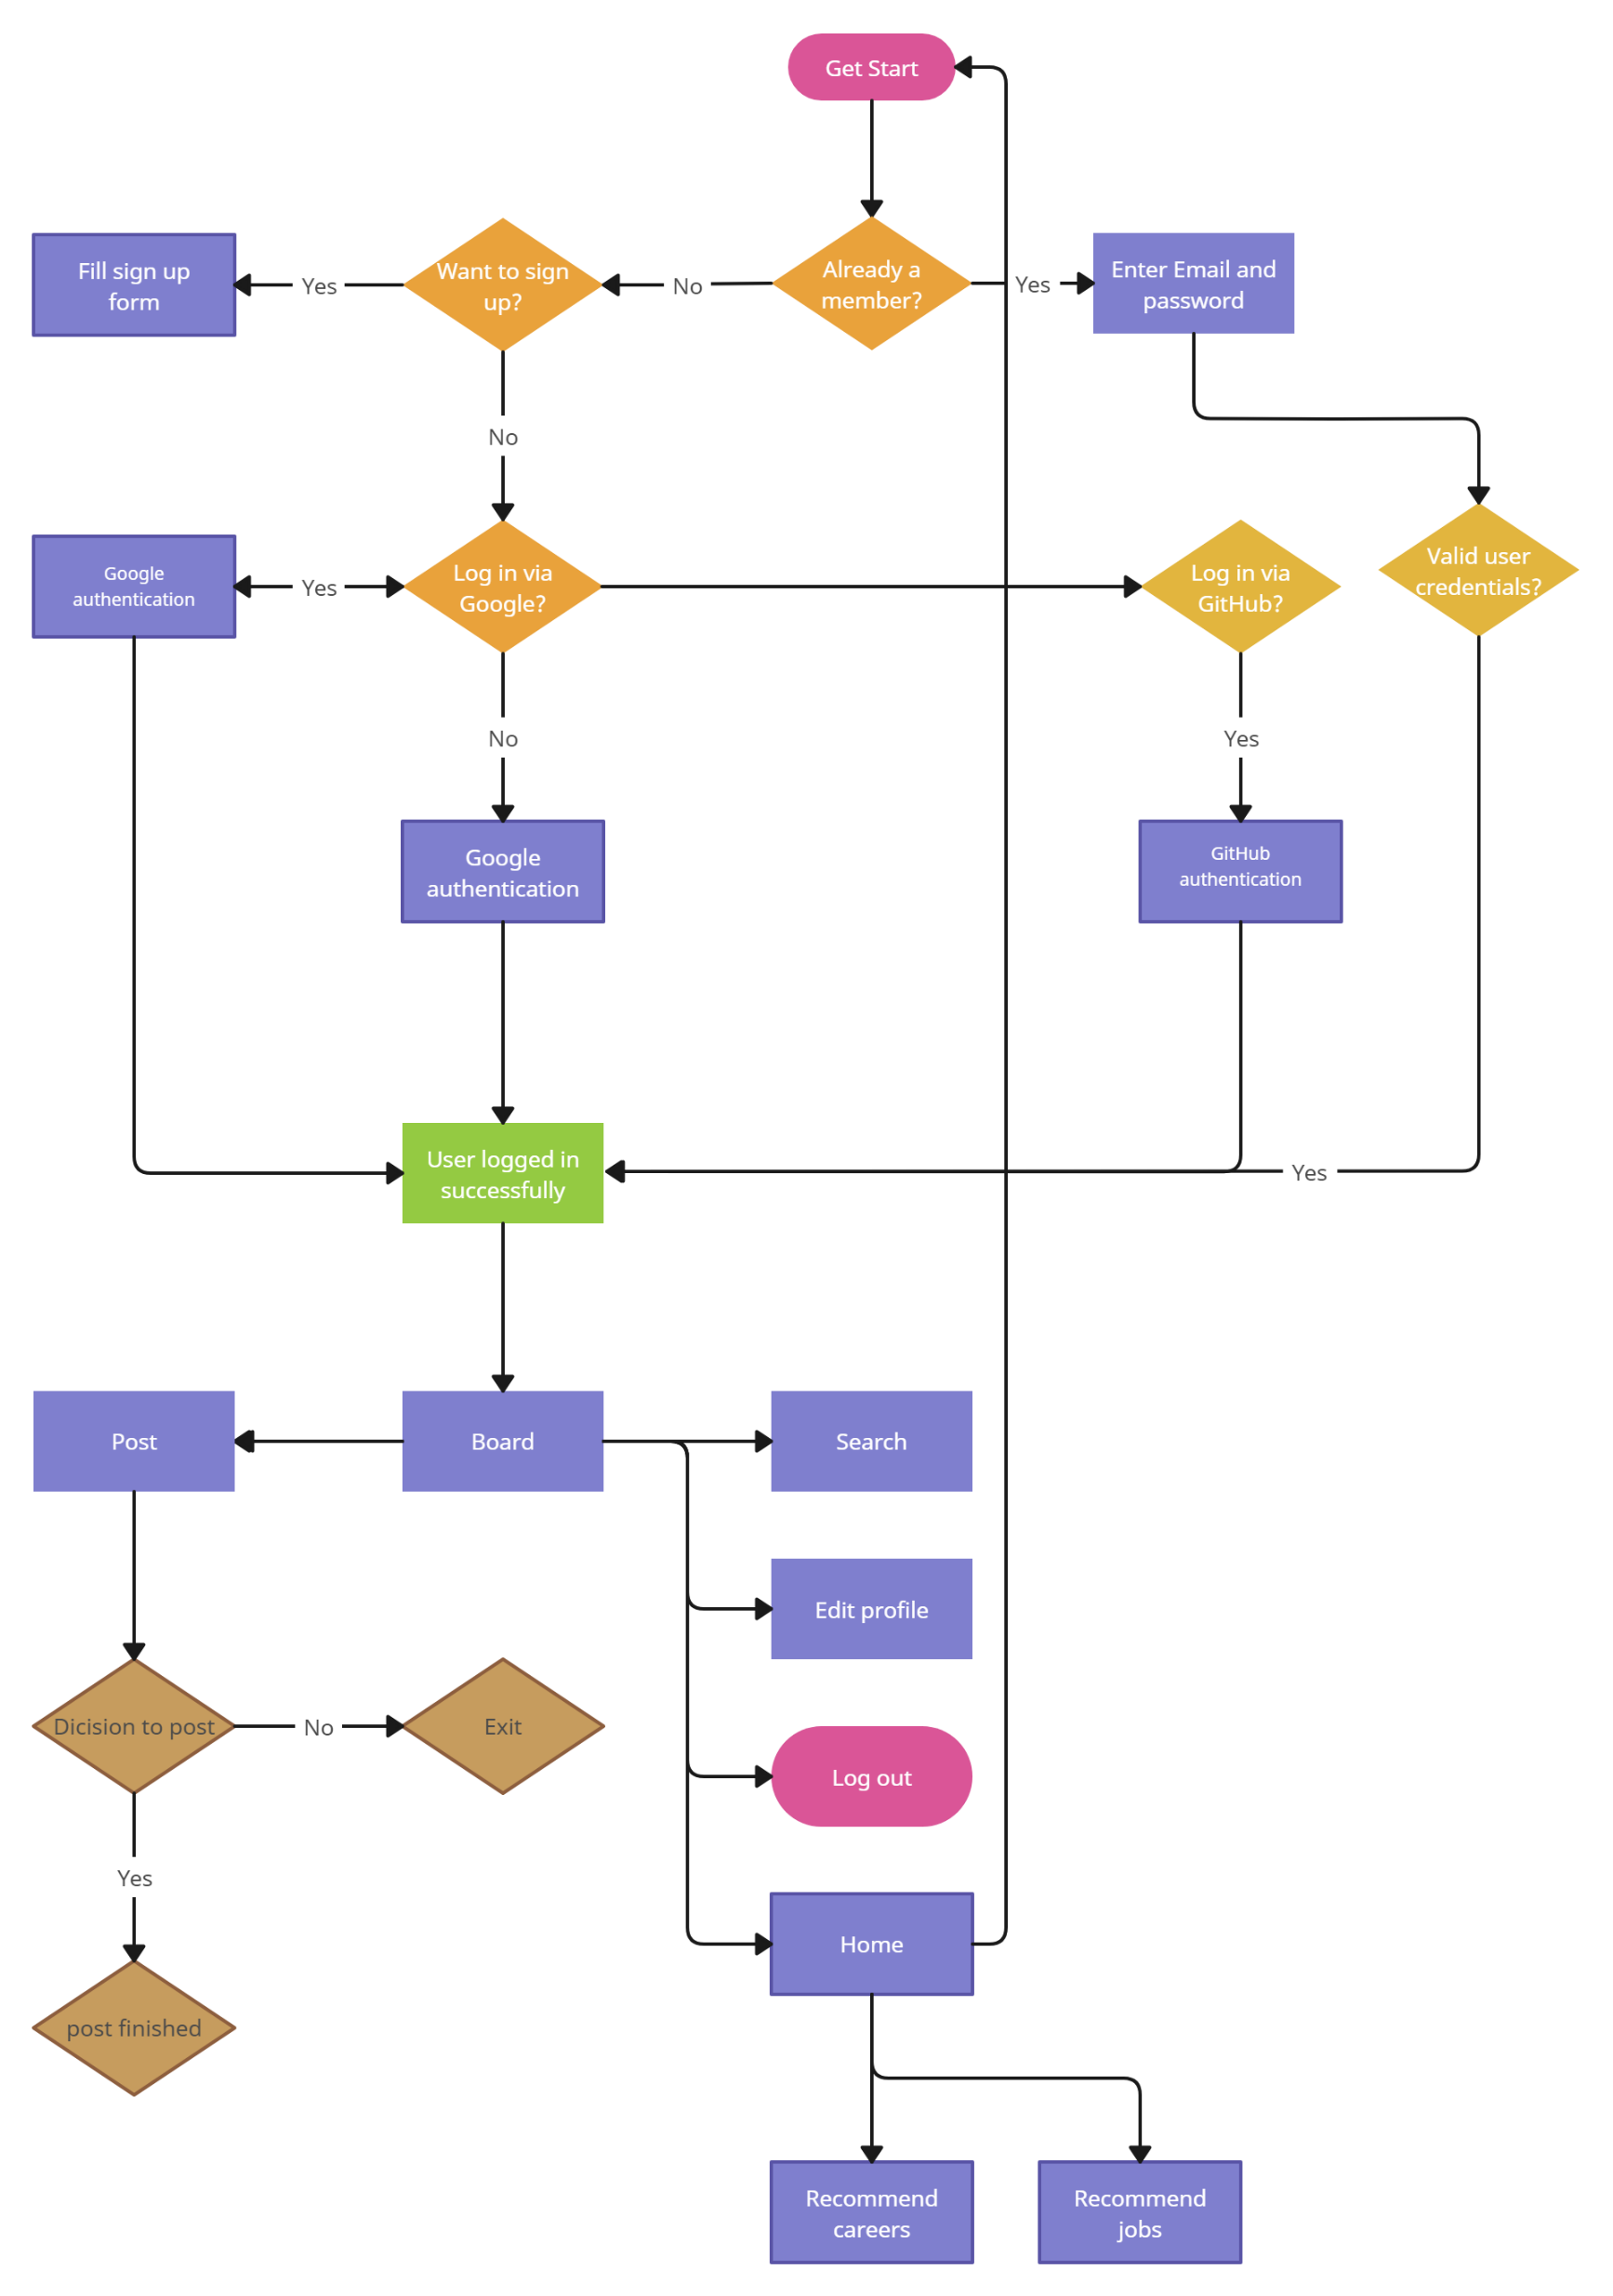 Get Start
Fill sign up
form
Yes
Want to sign
up?
No
Already a
member?
Yes
Enter Email and
password
No
Google
authentication
Yes
Log in via
Google?
Log in via
GitHub?
Valid user
credentials?
No
Yes
Google
authentication
GitHub
authentication
User logged in
successfully
Yes
Post
Board
Search
Edit profile
Dicision to post
No
Exit
Log out
Yes
Home
post finished
Recommend
careers
Recommend
jobs